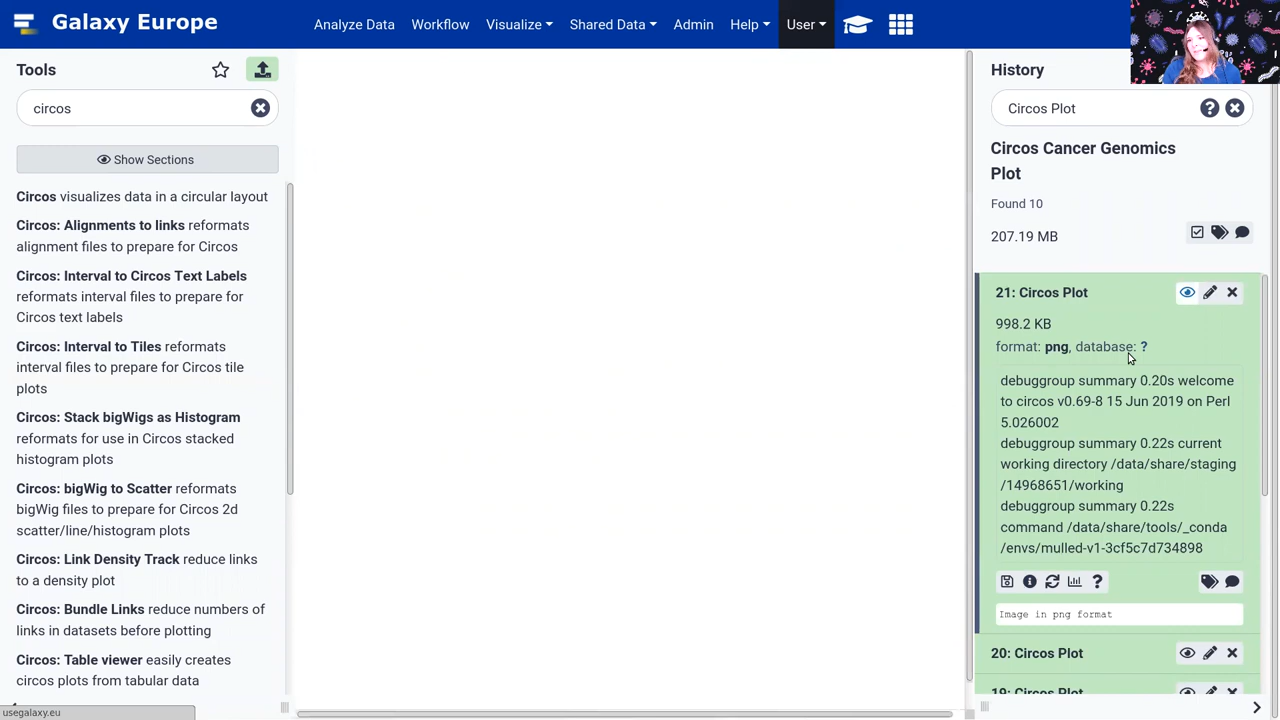 Galaxy Europe
Analyze Data
Workflow
Visualize
Shared Data
Admin
Help
User
Tools
circos
Show Sections
Circos visualizes data in a circular layout
Circos: Alignments to links reformats
alignment files to prepare for Circos
Circos: Interval to Circos Text Labels
reformats interval files to prepare for
Circos text labels
Circos: Interval to Tiles reformats
interval files to prepare for Circos tile
plots
Circos: Stack bigWigs as Histogram
reformats for use in Circos stacked
histogram plots
Circos: bigWig to Scatter reformats
bigWig files to prepare for Circos 2d
scatter/line/histogram plots
Circos: Link Density Track reduce links
to a density plot
Circos: Bundle Links reduce numbers of
links in datasets before plotting
Circos: Table viewer easily creates
circos plots from tabular data
usegalaxy.eu
History
Circos Plot
Circos Cancer Genomics
Plot
Found 10
207.19 MB
21: Circos Plot
998.2 KB
format: png, database: ?
debuggroup summary 0.20s welcome
to circos v0.69-8 15 Jun 2019 on Perl
5.026002
debuggroup summary 0.22s current
working directory /data/share/staging
/14968651/working
debuggroup summary 0.22s
command /data/share/tools/_conda
/envs/mulled-v1-3cf5c7d734898
Image in png format
20: Circos Plot
19: Circos Plot